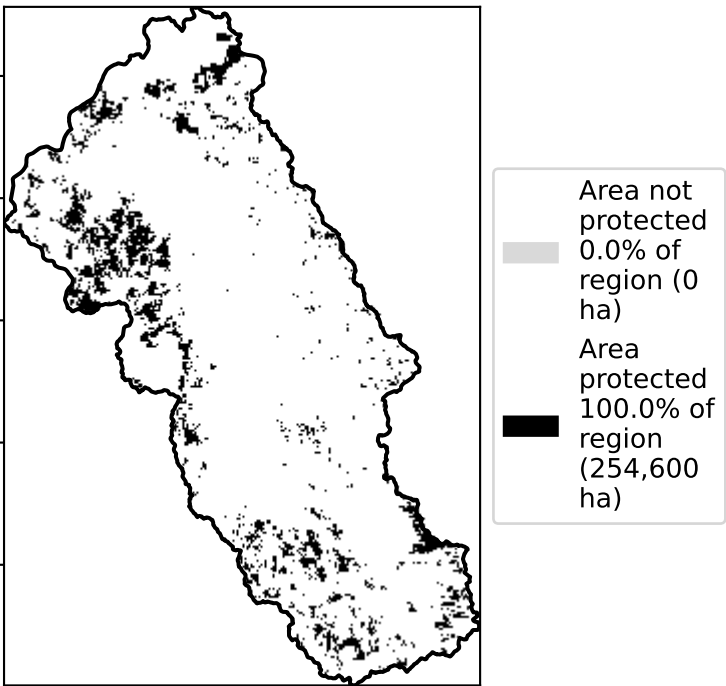 Area not
protected
0.0% of
region (0
ha)
Area
protected
100.0% of
region
(254,600
ha)